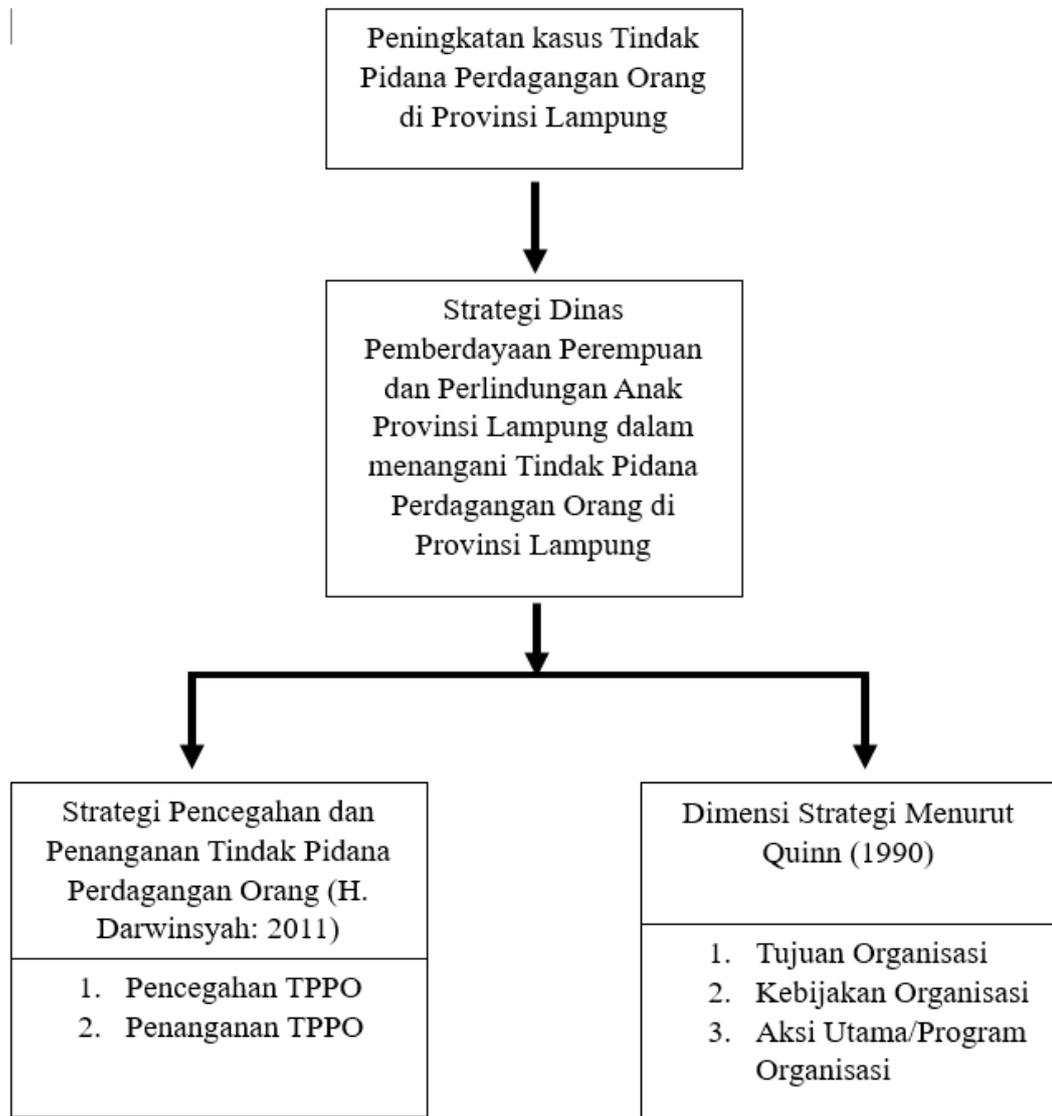 Peningkatan kasus Tindak
Pidana Perdagangan Orang
di Provinsi Lampung
Strategi Dinas
Pemberdayaan Perempuan
dan Perlindungan Anak
Provinsi Lampung dalam
menangani Tindak Pidana
Perdagangan Orang di
Provinsi Lampung
Strategi Pencegahan dan
Penanganan Tindak Pidana
Perdagangan Orang (H.
Darwinsyah: 2011)
1. Pencegahan TPPO
2. Penanganan TPPO
Dimensi Strategi Menurut
Quinn (1990)
1. Tujuan Organisasi
2. Kebijakan Organisasi
3. Aksi Utama/Program
Organisasi